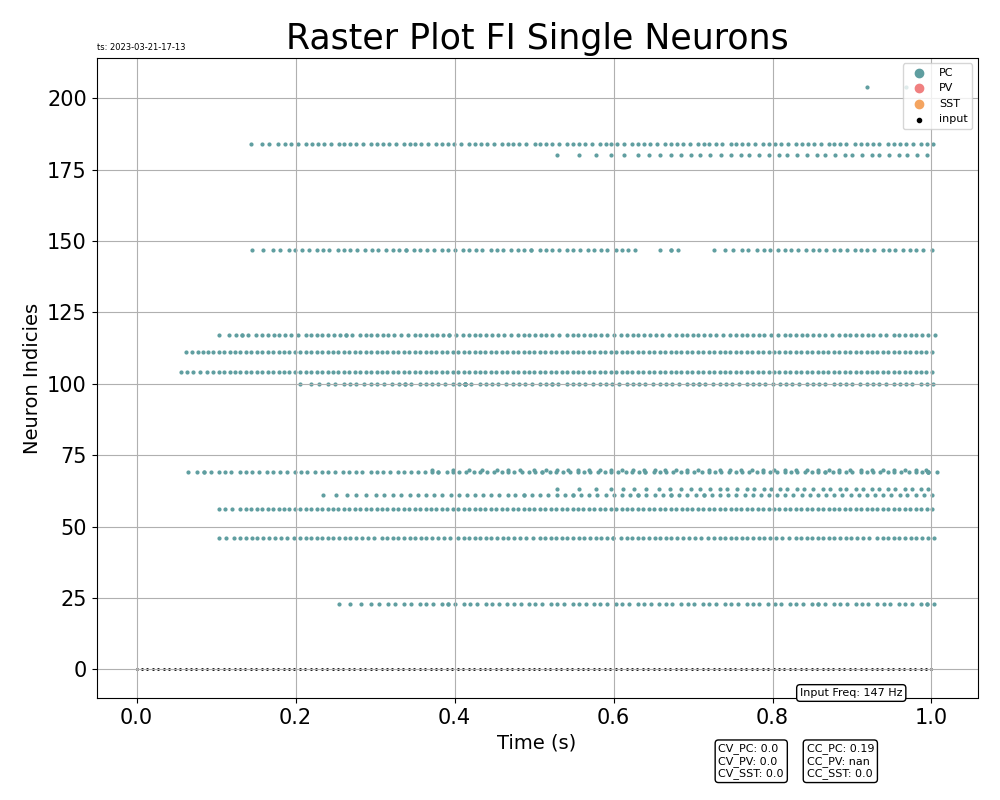 Raster Plot FI Single Neurons
ts: 2023-03-21-17-13
PC
PV
SST
input
200
175
150
125
100
75
50
25
0
Neuron Indicies
0.0 0.2 0.4 0.6 0.8 1.0
Time (s)
Input Freq: 147 Hz
CV_PC: 0.0
CV_PV: 0.0
CV_SST: 0.0
CC_PC: 0.19
CC_PV: nan
CC_SST: 0.0